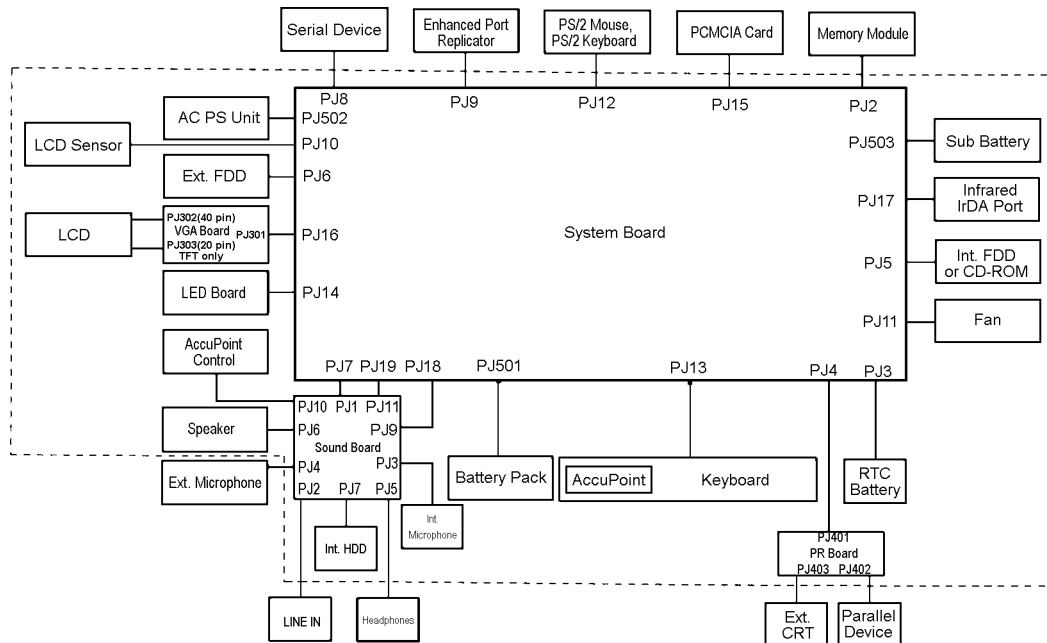 Serial Device
Enhanced Port
Replicator
PS/2 Mouse,
PS/2 Keyboard
PCMCIA Card
Memory Module
PJ8
PJ9
PJ12
PJ15
PJ2
AC PS Unit
PJ502
LCD Sensor
PJ10
PJ503
Sub Battery
Ext. FDD
PJ6
PJ17
Infrared
IrDA Port
LCD
PJ302(40 pin)
VGA Board
PJ301
PJ303(20 pin)
TFT only
PJ16
System Board
PJ5
Int. FDD
or CD-ROM
LED Board
PJ14
PJ11
Fan
AccuPoint
Control
PJ7
PJ19
PJ18
PJ501
PJ13
PJ4
PJ3
PJ10
PJ1
PJ11
Speaker
PJ6
PJ9
Sound Board
PJ4
PJ3
Ext. Microphone
PJ2
PJ7
PJ5
Battery Pack
AccuPoint
Keyboard
RTC
Battery
Int.
Microphone
Int. HDD
PJ401
PR Board
PJ403
PJ402
LINE IN
Headphones
Ext.
CRT
Parallel
Device